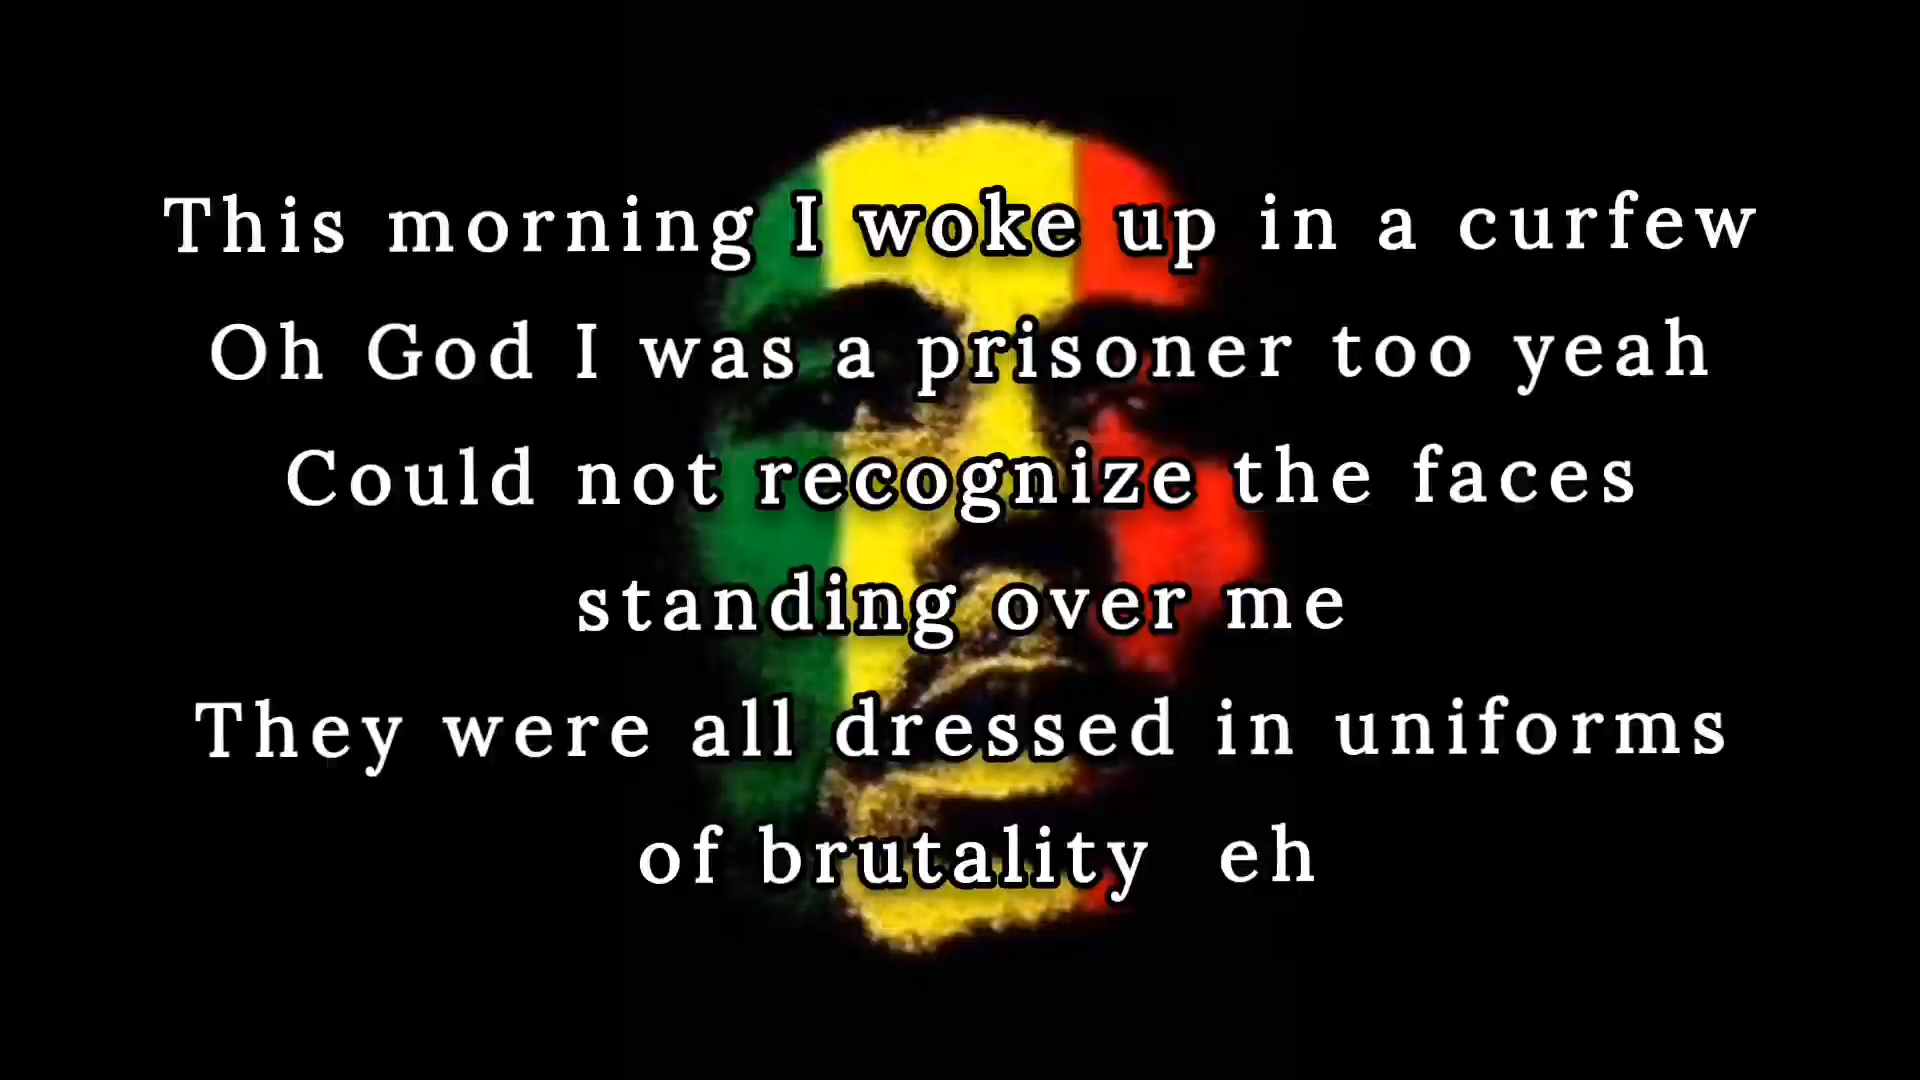 This morning I woke up in a curfew
Oh God I was a prisoner too yeah
Could not recognize the faces
standing over me
They were all dressed in uniforms
of brutality eh